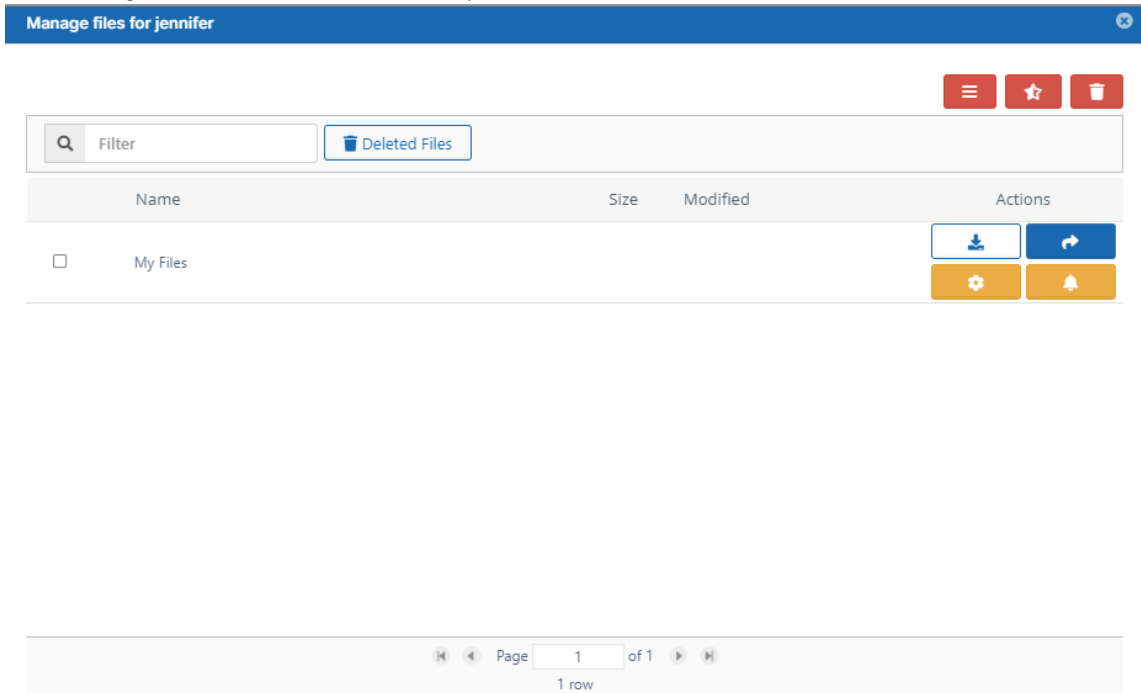 Manage files for jennifer
Filter
Deleted Files
Name Size Modified Actions
My Files
Page 1 of 1
1 row